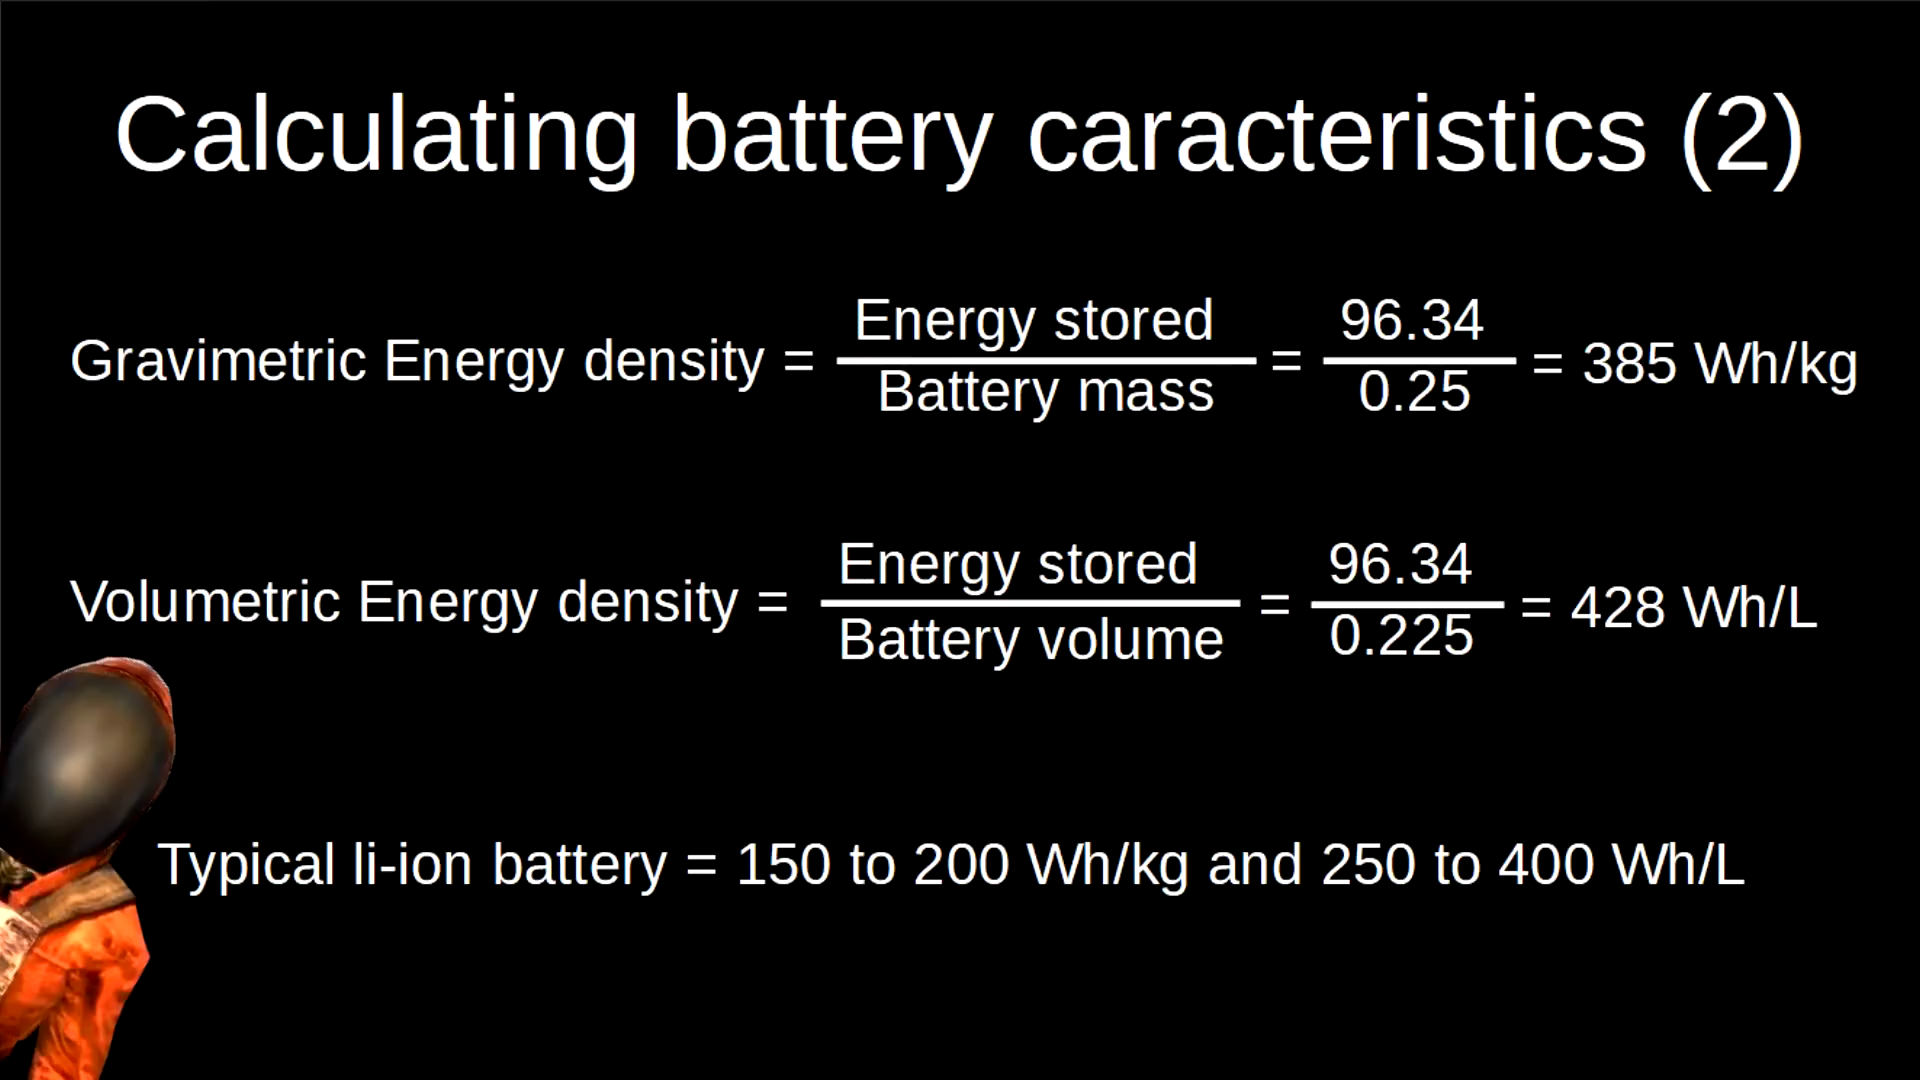 Calculating battery caracteristics (2)
Gravimetric Energy density = Energy stored / Battery mass = 96.34 / 0.25 = 385 Wh/kg
Volumetric Energy density = Energy stored / Battery volume = 96.34 / 0.225 = 428 Wh/L
Typical li-ion battery = 150 to 200 Wh/kg and 250 to 400 Wh/L